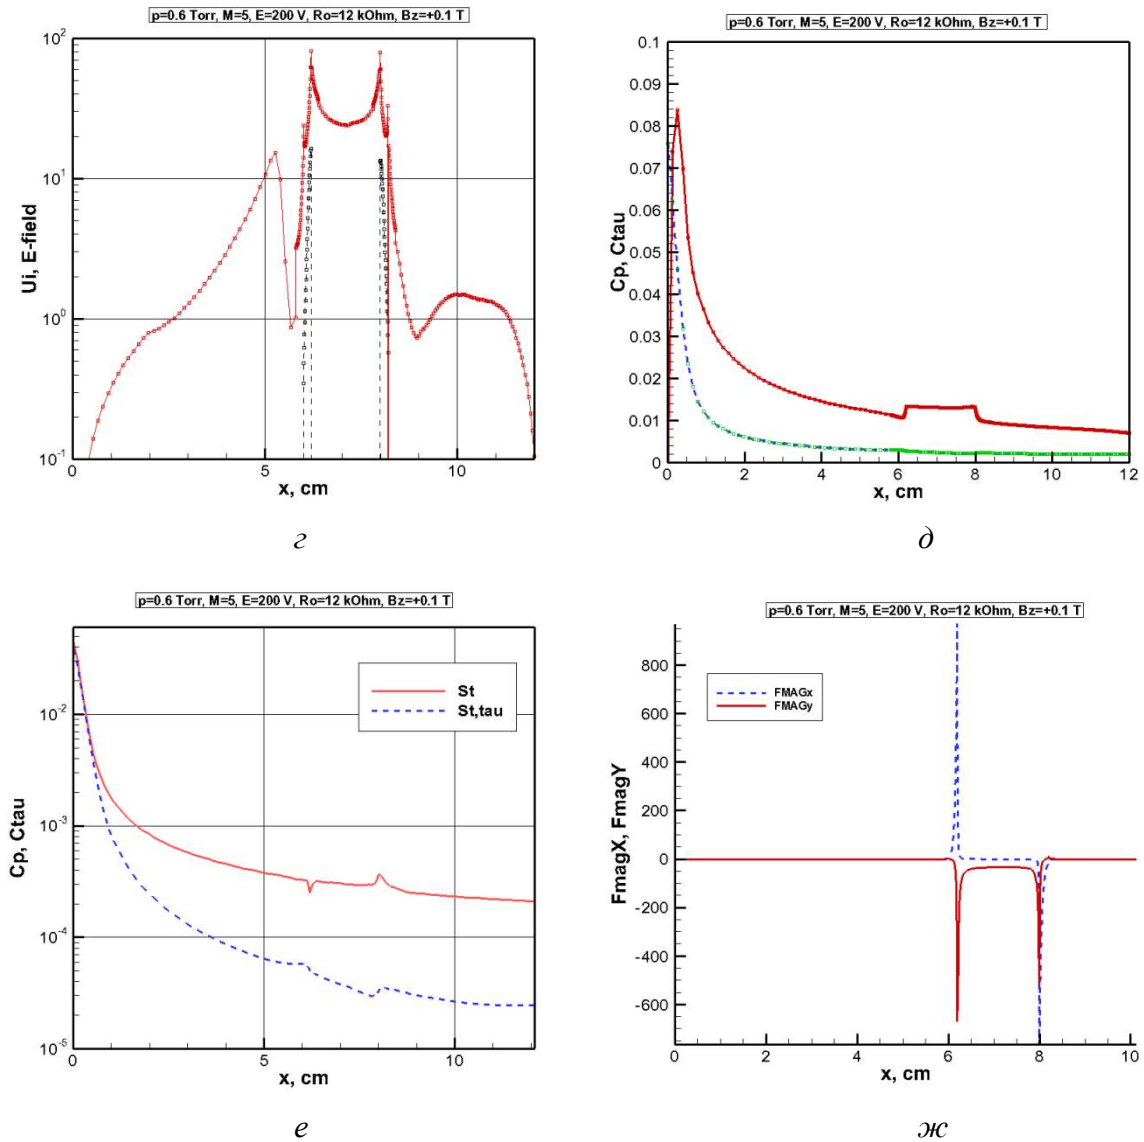 p=0.6 Torr, M=5, E=200 V, Ro=12 kOhm, Bz=+0.1 T
10^2
10^1
10^0
10^-1
Ui, E-field
0
5
10
x, cm
г
p=0.6 Torr, M=5, E=200 V, Ro=12 kOhm, Bz=+0.1 T
0.1
0.09
0.08
0.07
0.06
0.05
0.04
0.03
0.02
0.01
0
Cp, Ctau
0
2
4
6
8
10
12
x, cm
д
p=0.6 Torr, M=5, E=200 V, Ro=12 kOhm, Bz=+0.1 T
St
St,tau
10^-2
10^-3
10^-4
10^-5
Cp, Ctau
0
5
10
x, cm
е
p=0.6 Torr, M=5, E=200 V, Ro=12 kOhm, Bz=+0.1 T
FMAGx
FMAGy
800
600
400
200
0
-200
-400
-600
FmagX, FmagY
0
2
4
6
8
10
x, cm
ж